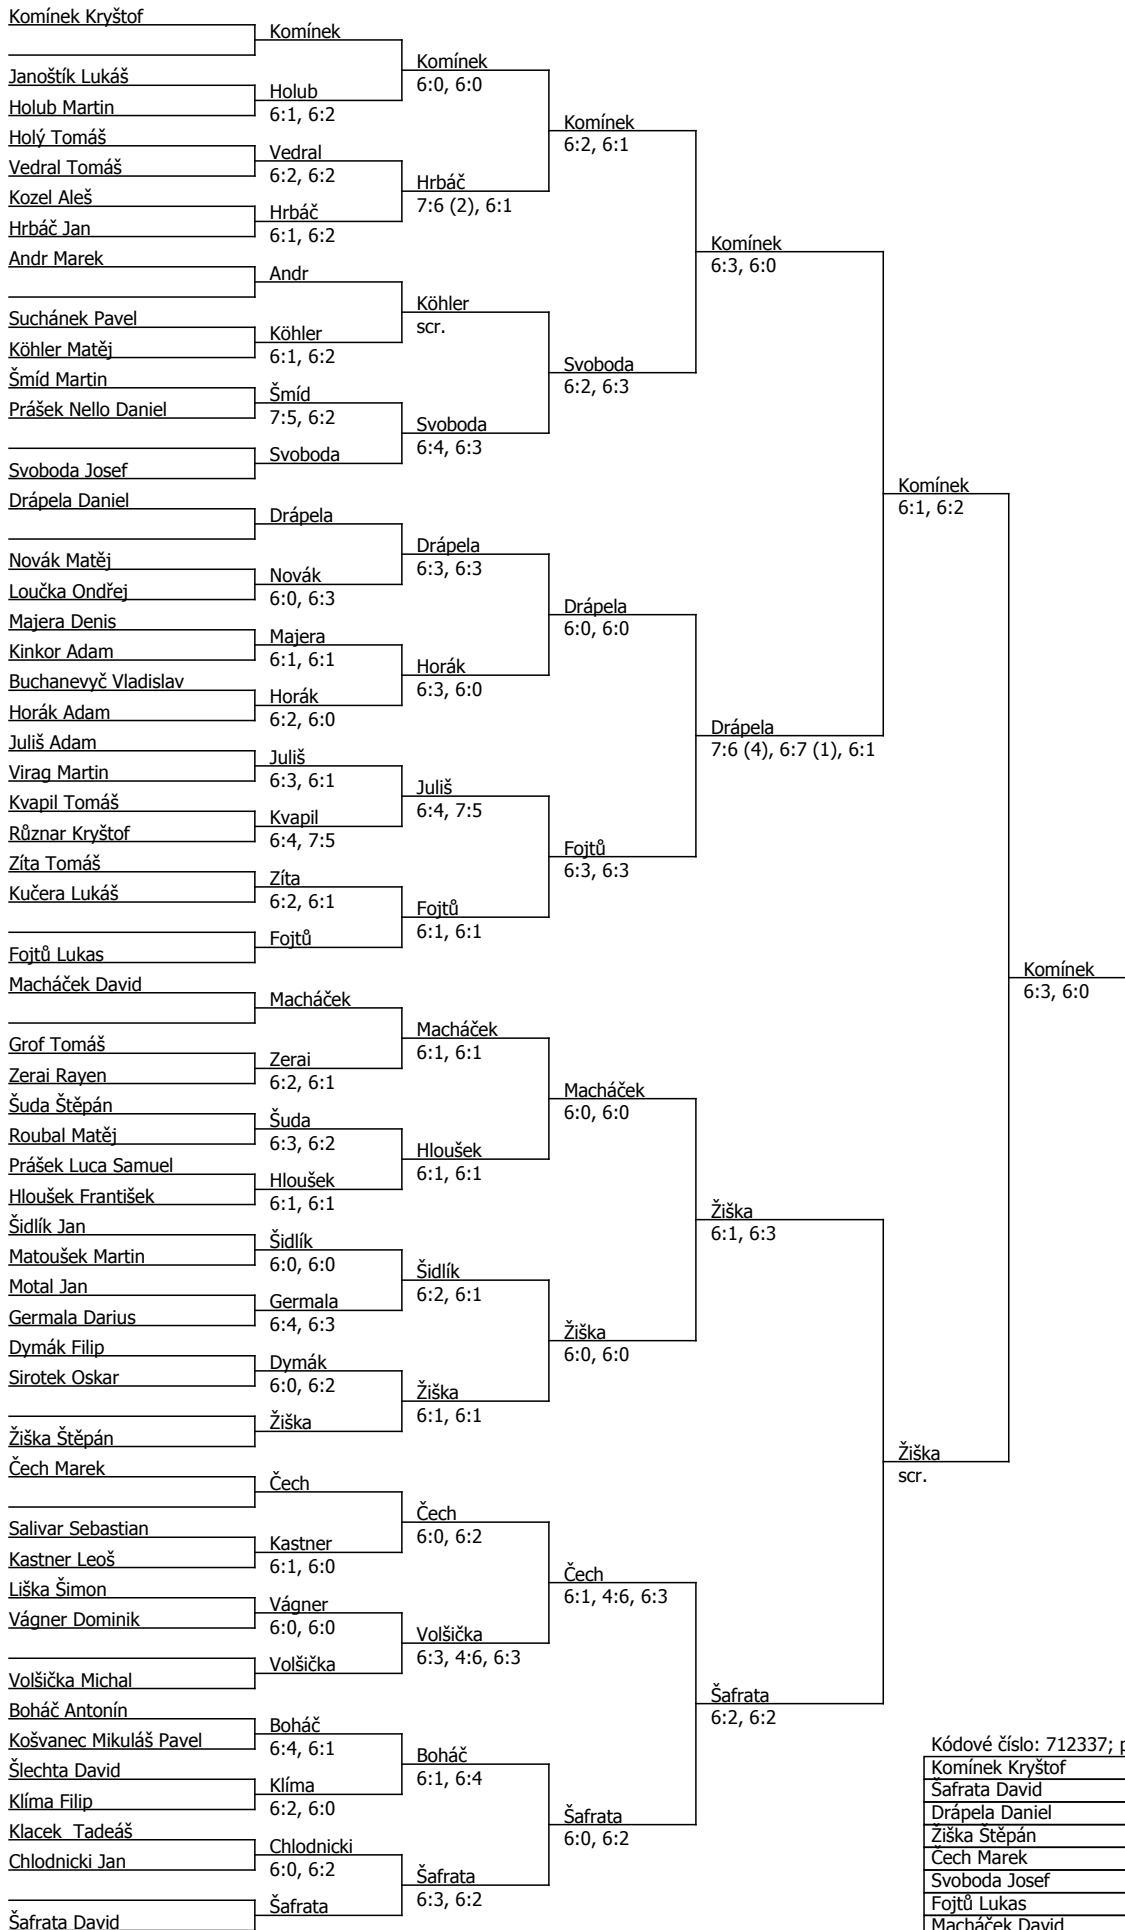 Komínek Kryštof
Janoštík Lukáš
Holub Martin
Holý Tomáš
Vedral Tomáš
Kozel Aleš
Hrbáč Jan
Andr Marek
Suchánek Pavel
Köhler Matěj
Šmíd Martin
Prášek Nello Daniel
Svoboda Josef
Drápela Daniel
Novák Matěj
Loučka Ondřej
Majera Denis
Kinkor Adam
Buchanevyč Vladislav
Horák Adam
Juliš Adam
Virag Martin
Kvapil Tomáš
Různar Kryštof
Zíta Tomáš
Kučera Lukáš
Fojtů Lukas
Macháček David
Grof Tomáš
Zerai Rayen
Šuda Štěpán
Roubal Matěj
Prášek Luca Samuel
Hloušek František
Šidlík Jan
Matoušek Martin
Motal Jan
Germala Darius
Dymák Filip
Sirotek Oskar
Žiška Štěpán
Čech Marek
Salivar Sebastian
Kastner Leoš
Liška Šimon
Vágner Dominik
Volšička Michal
Boháč Antonín
Košvanec Mikuláš Pavel
Šlechta David
Klíma Filip
Klacek  Tadeáš
Chlodnicki Jan
Šafrata David
Komínek
Holub
6:1, 6:2
Vedral
6:2, 6:2
Hrbáč
6:1, 6:2
Andr
Köhler
6:1, 6:2
Šmíd
7:5, 6:2
Svoboda
Drápela
Novák
6:0, 6:3
Majera
6:1, 6:1
Horák
6:2, 6:0
Juliš
6:3, 6:1
Kvapil
6:4, 7:5
Zíta
6:2, 6:1
Fojtů
Macháček
Zerai
6:2, 6:1
Šuda
6:3, 6:2
Hloušek
6:1, 6:1
Šidlík
6:0, 6:0
Germala
6:4, 6:3
Dymák
6:0, 6:2
Žiška
Čech
Kastner
6:1, 6:0
Vágner
6:0, 6:0
Volšička
Boháč
6:4, 6:1
Klíma
6:2, 6:0
Chlodnicki
6:0, 6:2
Šafrata
Komínek
6:0, 6:0
Hrbáč
7:6 (2), 6:1
Köhler
scr.
Svoboda
6:4, 6:3
Drápela
6:3, 6:3
Horák
6:3, 6:0
Juliš
6:4, 7:5
Fojtů
6:1, 6:1
Macháček
6:1, 6:1
Hloušek
6:1, 6:1
Šidlík
6:2, 6:1
Žiška
6:1, 6:1
Čech
6:0, 6:2
Volšička
6:3, 4:6, 6:3
Boháč
6:1, 6:4
Šafrata
6:3, 6:2
Komínek
6:2, 6:1
Svoboda
6:2, 6:3
Drápela
6:0, 6:0
Fojtů
6:3, 6:3
Macháček
6:0, 6:0
Žiška
6:0, 6:0
Čech
6:1, 4:6, 6:3
Šafrata
6:0, 6:2
Komínek
6:3, 6:0
Drápela
7:6 (4), 6:7 (1), 6:1
Žiška
6:1, 6:3
Šafrata
6:2, 6:2
Komínek
6:1, 6:2
Žiška
scr.
Komínek
6:3, 6:0
Kódové číslo: 712337; p
Komínek Kryštof
Šafrata David
Drápela Daniel
Žiška Štěpán
Čech Marek
Svoboda Josef
Fojtů Lukas
Macháček David